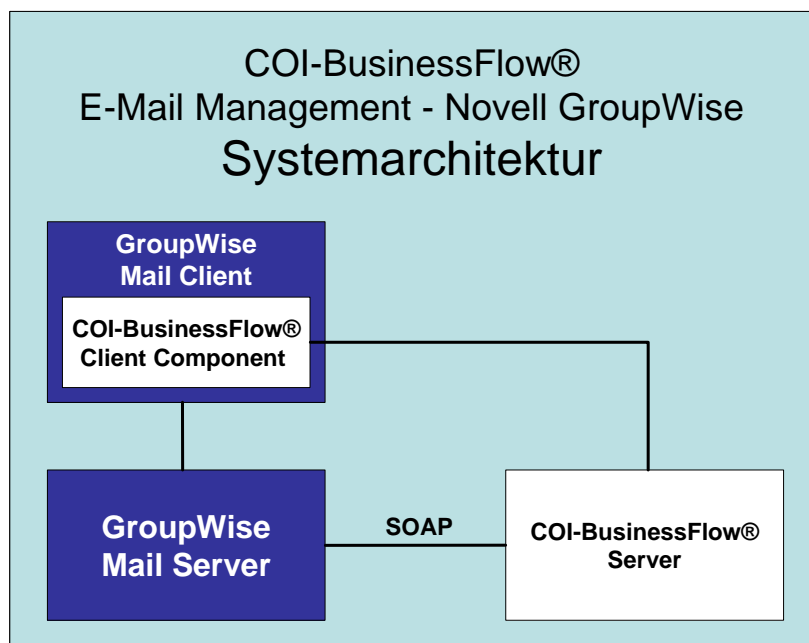 COI-BusinessFlow®
E-Mail Management - Novell GroupWise
Systemarchitektur
GroupWise
Mail Client
COI-BusinessFlow®
Client Component
GroupWise
Mail Server
SOAP
COI-BusinessFlow®
Server